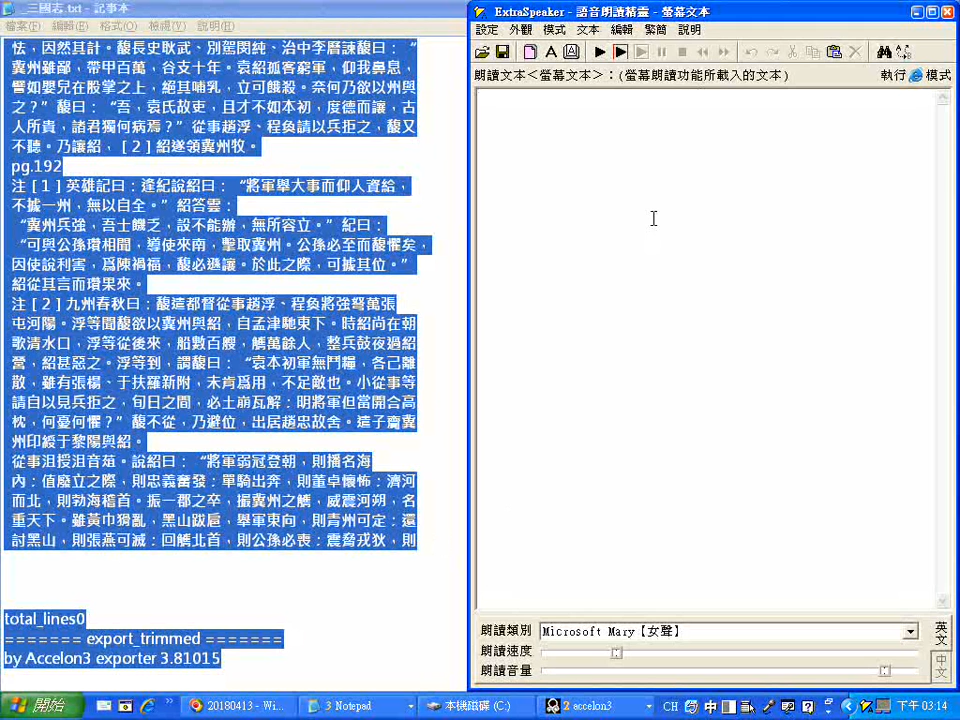 _三國志.txt - 記事本
檔案(F) 編輯(E) 格式(O) 檢視(V) 說明(H)
怯，因然其計。馥長史耿武、別駕閔純、治中李曆諫馥曰：“
冀州雖鄙，帶甲百萬，谷支十年。袁紹孤客窮軍，仰我鼻息，
譬如嬰兒在股掌之上，絕其哺乳，立可餓殺。奈何乃欲以州與
之？”馥曰：“吾，袁氏故吏，且才不如本初，度德而讓，古
人所貴，諸君獨何病焉？”從事趙浮、程奐請以兵拒之，馥又
不聽。乃讓紹，［2］紹遂領冀州牧。
pg.192
注［1］英雄記曰：逢紀說紹曰：“將軍舉大事而仰人資給，
不據一州，無以自全。”紹答雲：
“冀州兵強，吾士饑乏，設不能辦，無所容立。”紀曰：
“可與公孫瓚相聞，導使來南，擊取冀州。公孫必至而馥懼矣，
因使說利害，爲陳禍福，馥必遜讓。於此之際，可據其位。”
紹從其言而瓚果來。
注［2］九州春秋曰：馥遣都督從事趙浮、程奐將強弩萬張
屯河陽。浮等聞馥欲以冀州與紹，自孟津馳東下。時紹尚在朝
歌清水口，浮等從後來，船數百艘，觽萬餘人，整兵鼓夜過紹
營，紹甚惡之。浮等到，謂馥曰：“袁本初軍無鬥糧，各己離
散，雖有張楊、于扶羅新附，未肯爲用，不足敵也。小從事等
請自以見兵拒之，旬日之間，必土崩瓦解：明將軍但當開合高
枕，何憂何懼？”馥不從，乃避位，出居趙忠故舍。遣子齎冀
州印綬于黎陽與紹。
從事沮授沮音菹。說紹曰：“將軍弱冠登朝，則播名海
內：值廢立之際，則忠義奮發：單騎出奔，則董卓懷怖：濟河
而北，則勃海稽首。振一郡之卒，撮冀州之觽，威震河朔，名
重天下。雖黃巾猾亂，黑山跋扈，舉軍東向，則青州可定：還
討黑山，則張燕可滅：回觽北首，則公孫必喪：震脅戎狄，則
total_lines0
======= export_trimmed =======
by Accelon3 exporter 3.81015
ExtraSpeaker - 語音朗讀精靈 - 螢幕文本
設定 外觀 模式 文本 編輯 繁簡 說明
朗讀文本<螢幕文本>：(螢幕朗讀功能所載入的文本) 執行 模式
朗讀類別 Microsoft Mary【女聲】
朗讀速度
朗讀音量
英文
中文
開始 20180413 - Wi... 3 Notepad 本機磁碟 (C:) 2 accelon3 CH 中 下午 03:14